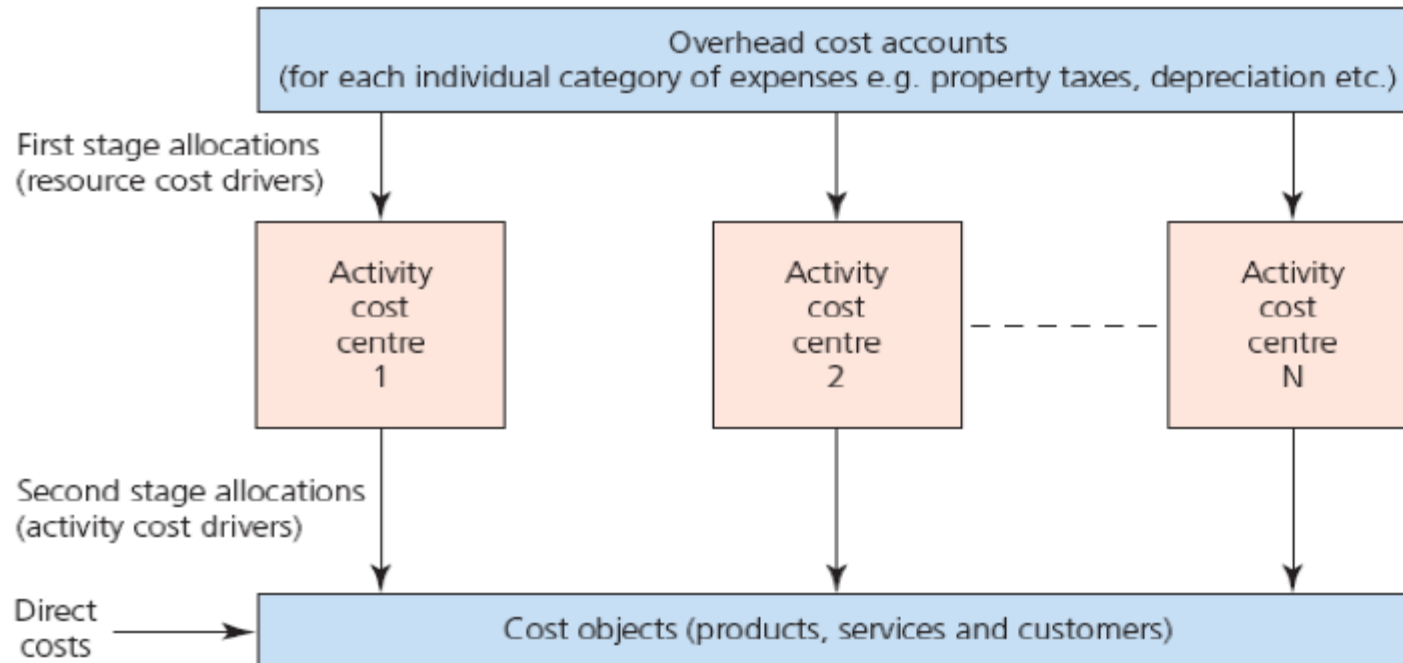 Overhead cost accounts
(for each individual category of expenses e.g. property taxes, depreciation etc.)
First stage allocations
(resource cost drivers)
Activity
cost
centre
1
Activity
cost
centre
2
Activity
cost
centre
N
Second stage allocations
(activity cost drivers)
Direct
costs
Cost objects (products, services and customers)